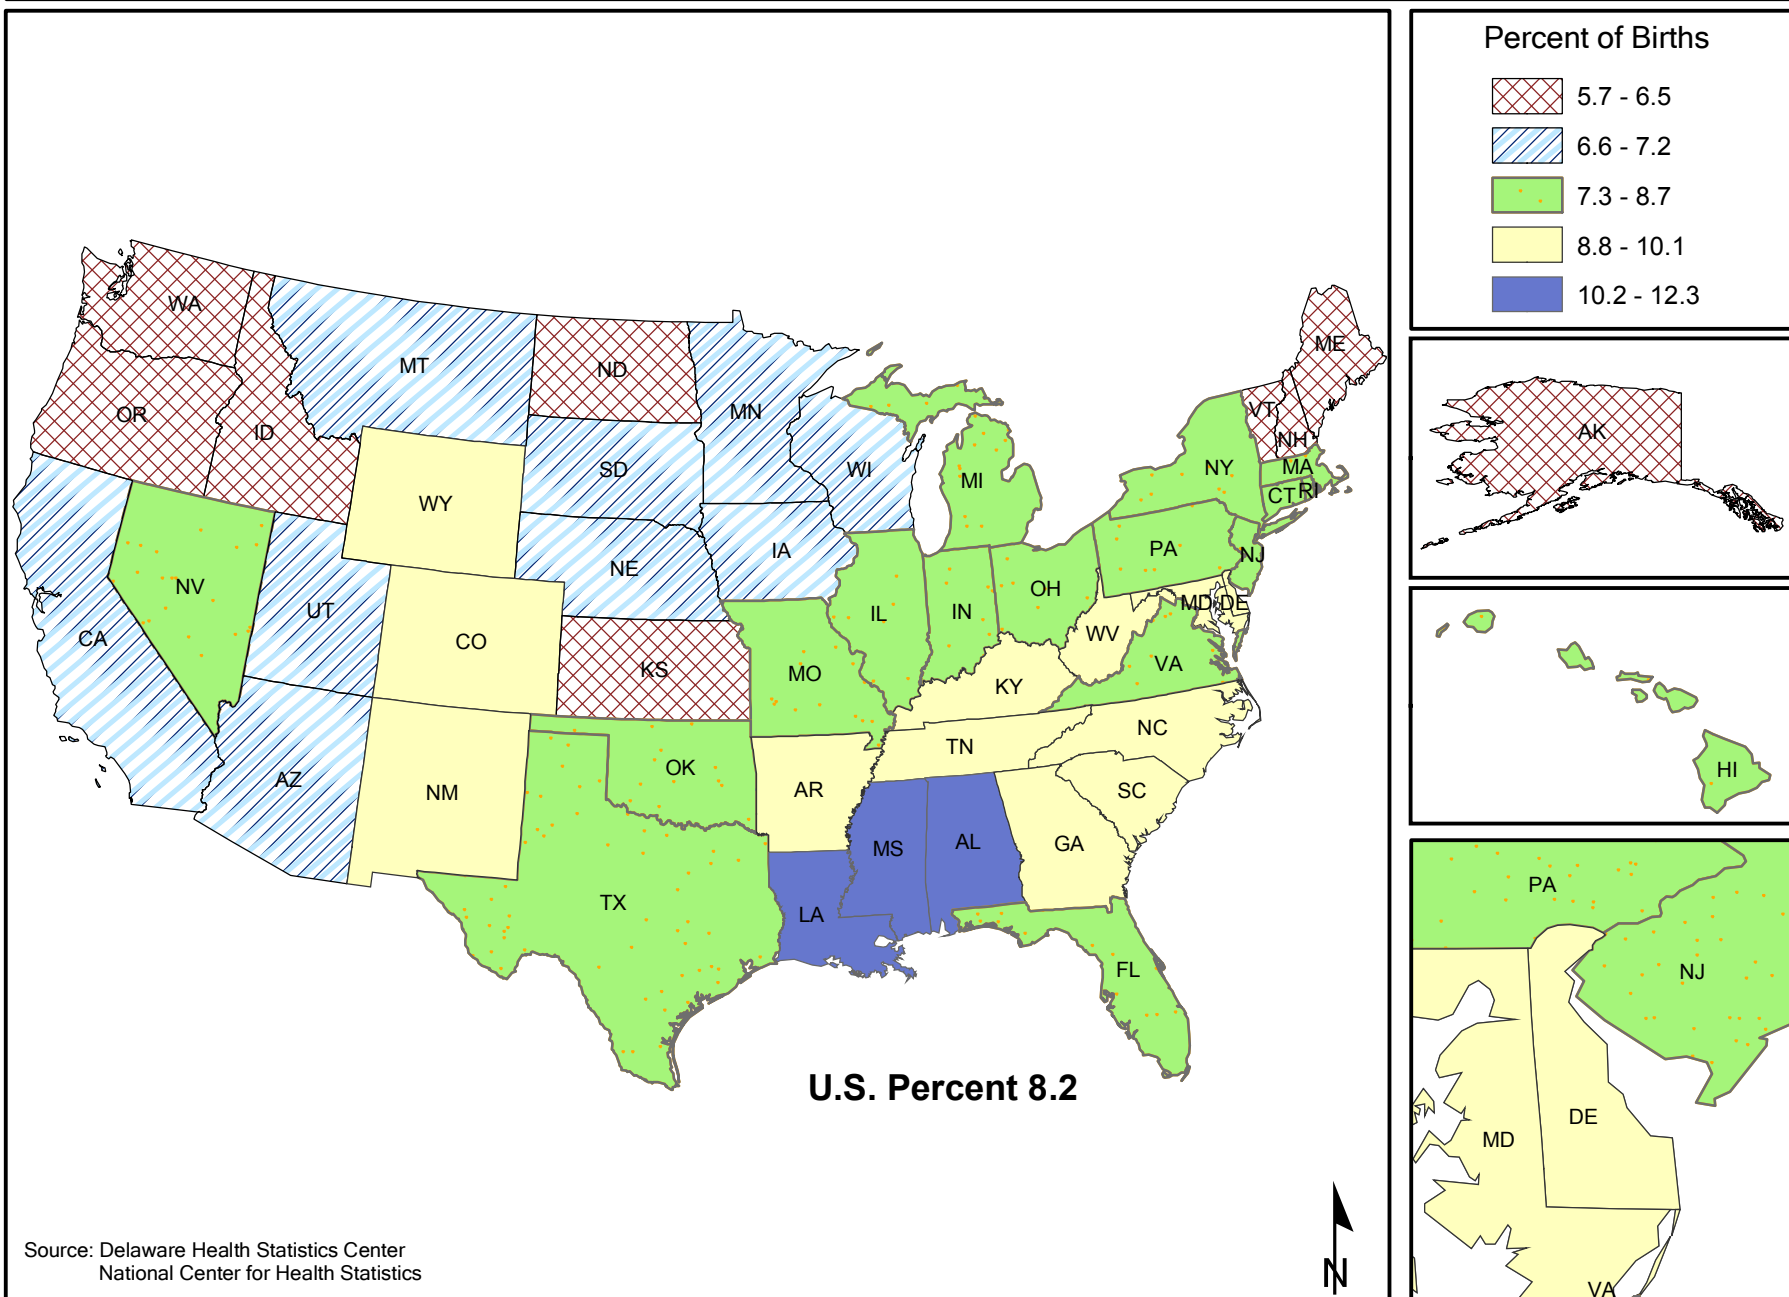 Percent of Births
5.7 - 6.5
6.6 - 7.2
7.3 - 8.7
8.8 - 10.1
10.2 - 12.3
WA
OR
ID
MT
ND
MN
SD
WI
WY
NE
IA
NV
UT
CA
CO
KS
AZ
NM
OK
TX
MO
AR
LA
MS
AL
GA
FL
SC
NC
TN
KY
VA
WV
IL
IN
OH
MI
PA
NY
NJ
MD
DE
CT
RI
MA
VT
NH
ME
AK
HI
PA
NJ
DE
MD
VA
U.S. Percent 8.2
Source: Delaware Health Statistics Center
National Center for Health Statistics
N